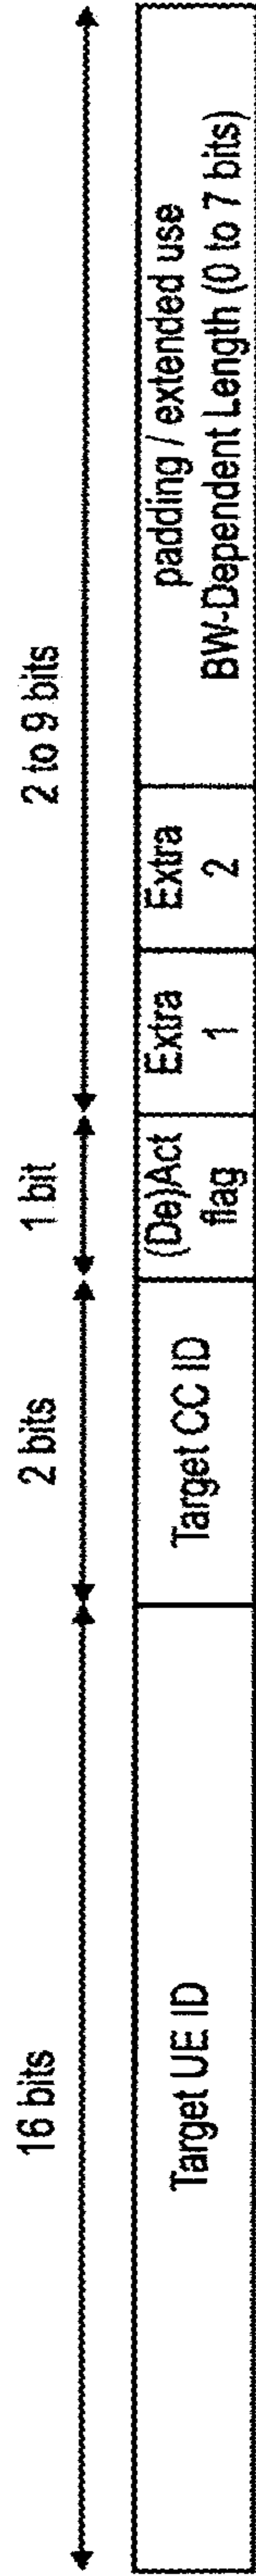 16 bits
2 bits
1 bit
2 to 9 bits
Target UE ID
Target CC ID
(De)Act
flag
Extra
1
Extra
2
padding / extended use
BW-Dependent Length (0 to 7 bits)